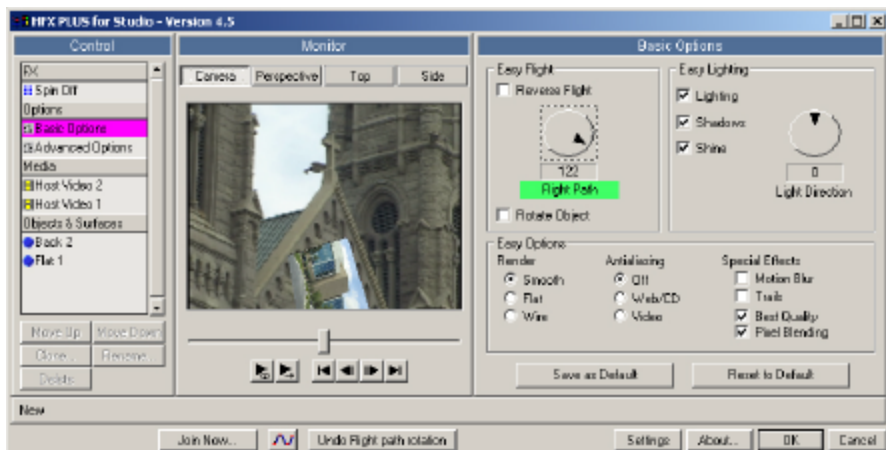 HFX PLUS for Studio - Version 4.5
Control
FX
Spin Off
Options
Basic Options
Advanced Options
Media
Host Video 2
Host Video 1
Objects & Surfaces
Back 2
Flat 1
Move Up
Move Down
Close...
Rename...
Delete
Monitor
Camera
Perspective
Top
Side
Basic Options
Easy Flight
Reverse Flight
122
Flight Path
Rotate Object
Easy Lighting
Lighting
Shadows
Shine
0
Light Direction
Easy Options
Render
Smooth
Flat
Wire
Antialiasing
Off
Web/CD
Video
Special Effects
Motion Blur
Trails
Best Quality
Pixel Blending
Save as Default
Reset to Default
New
Join Now...
Undo Flight path rotation
Settings
About...
OK
Cancel